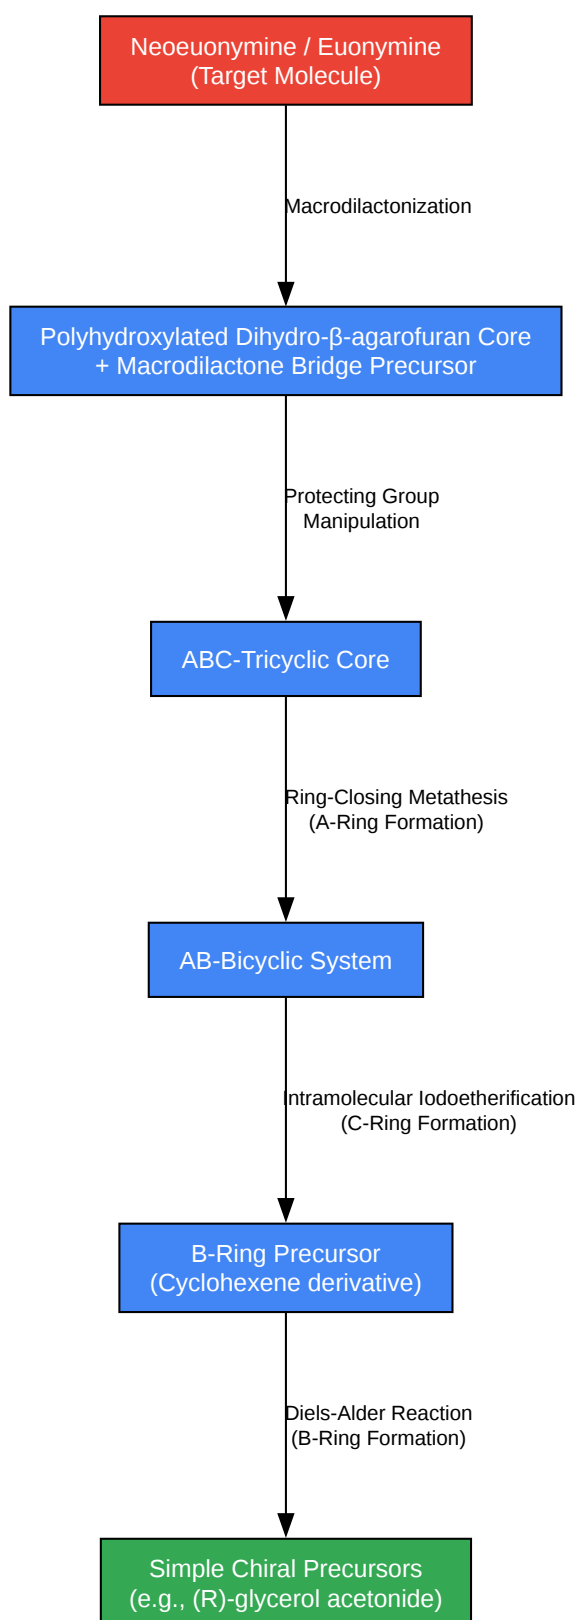 Neoeuonymine / Euonymine
(Target Molecule)
Macrodilactonization
Polyhydroxylated Dihydro-β-agarofuran Core
+ Macrodilactone Bridge Precursor
Protecting Group
Manipulation
ABC-Tricyclic Core
Ring-Closing Metathesis
(A-Ring Formation)
AB-Bicyclic System
Intramolecular Iodoetherification
(C-Ring Formation)
B-Ring Precursor
(Cyclohexene derivative)
Diels-Alder Reaction
(B-Ring Formation)
Simple Chiral Precursors
(e.g., (R)-glycerol acetonide)